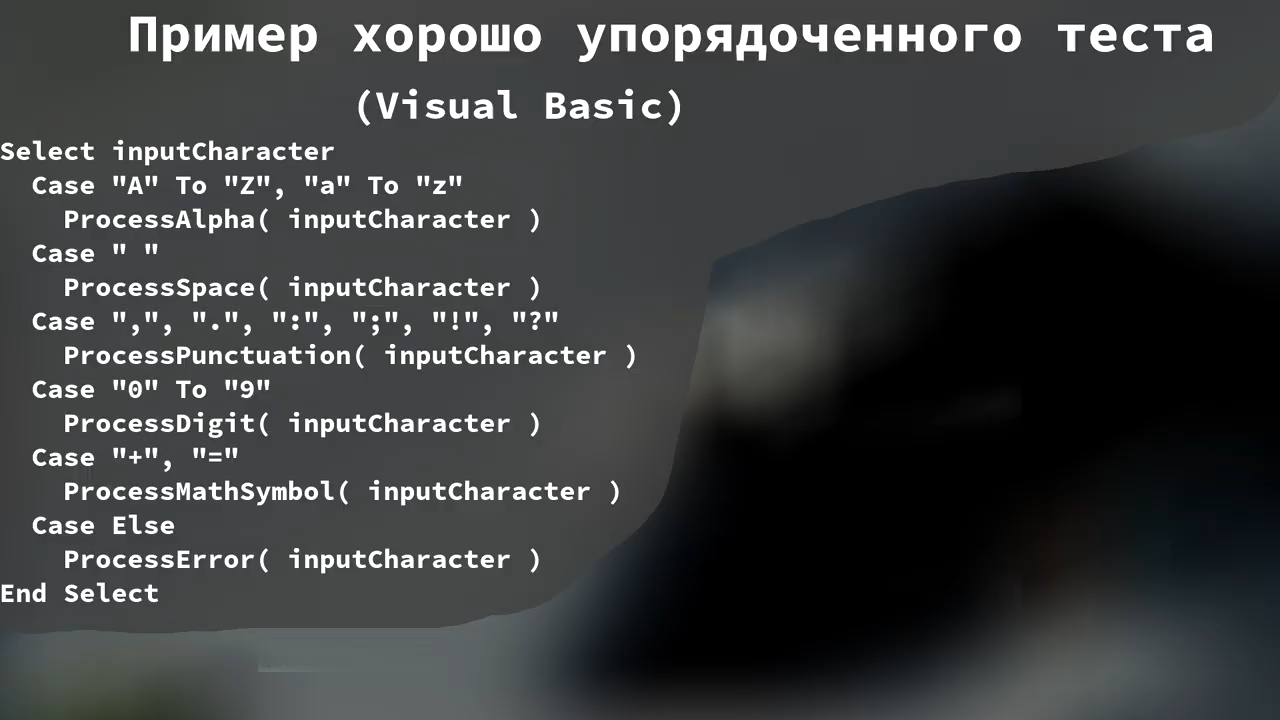 Пример хорошо упорядоченного теста
(Visual Basic)
Select inputCharacter
  Case "A" To "Z", "a" To "z"
    ProcessAlpha( inputCharacter )
  Case " "
    ProcessSpace( inputCharacter )
  Case ",", ".", ":", ";", "!", "?"
    ProcessPunctuation( inputCharacter )
  Case "0" To "9"
    ProcessDigit( inputCharacter )
  Case "+", "="
    ProcessMathSymbol( inputCharacter )
  Case Else
    ProcessError( inputCharacter )
End Select